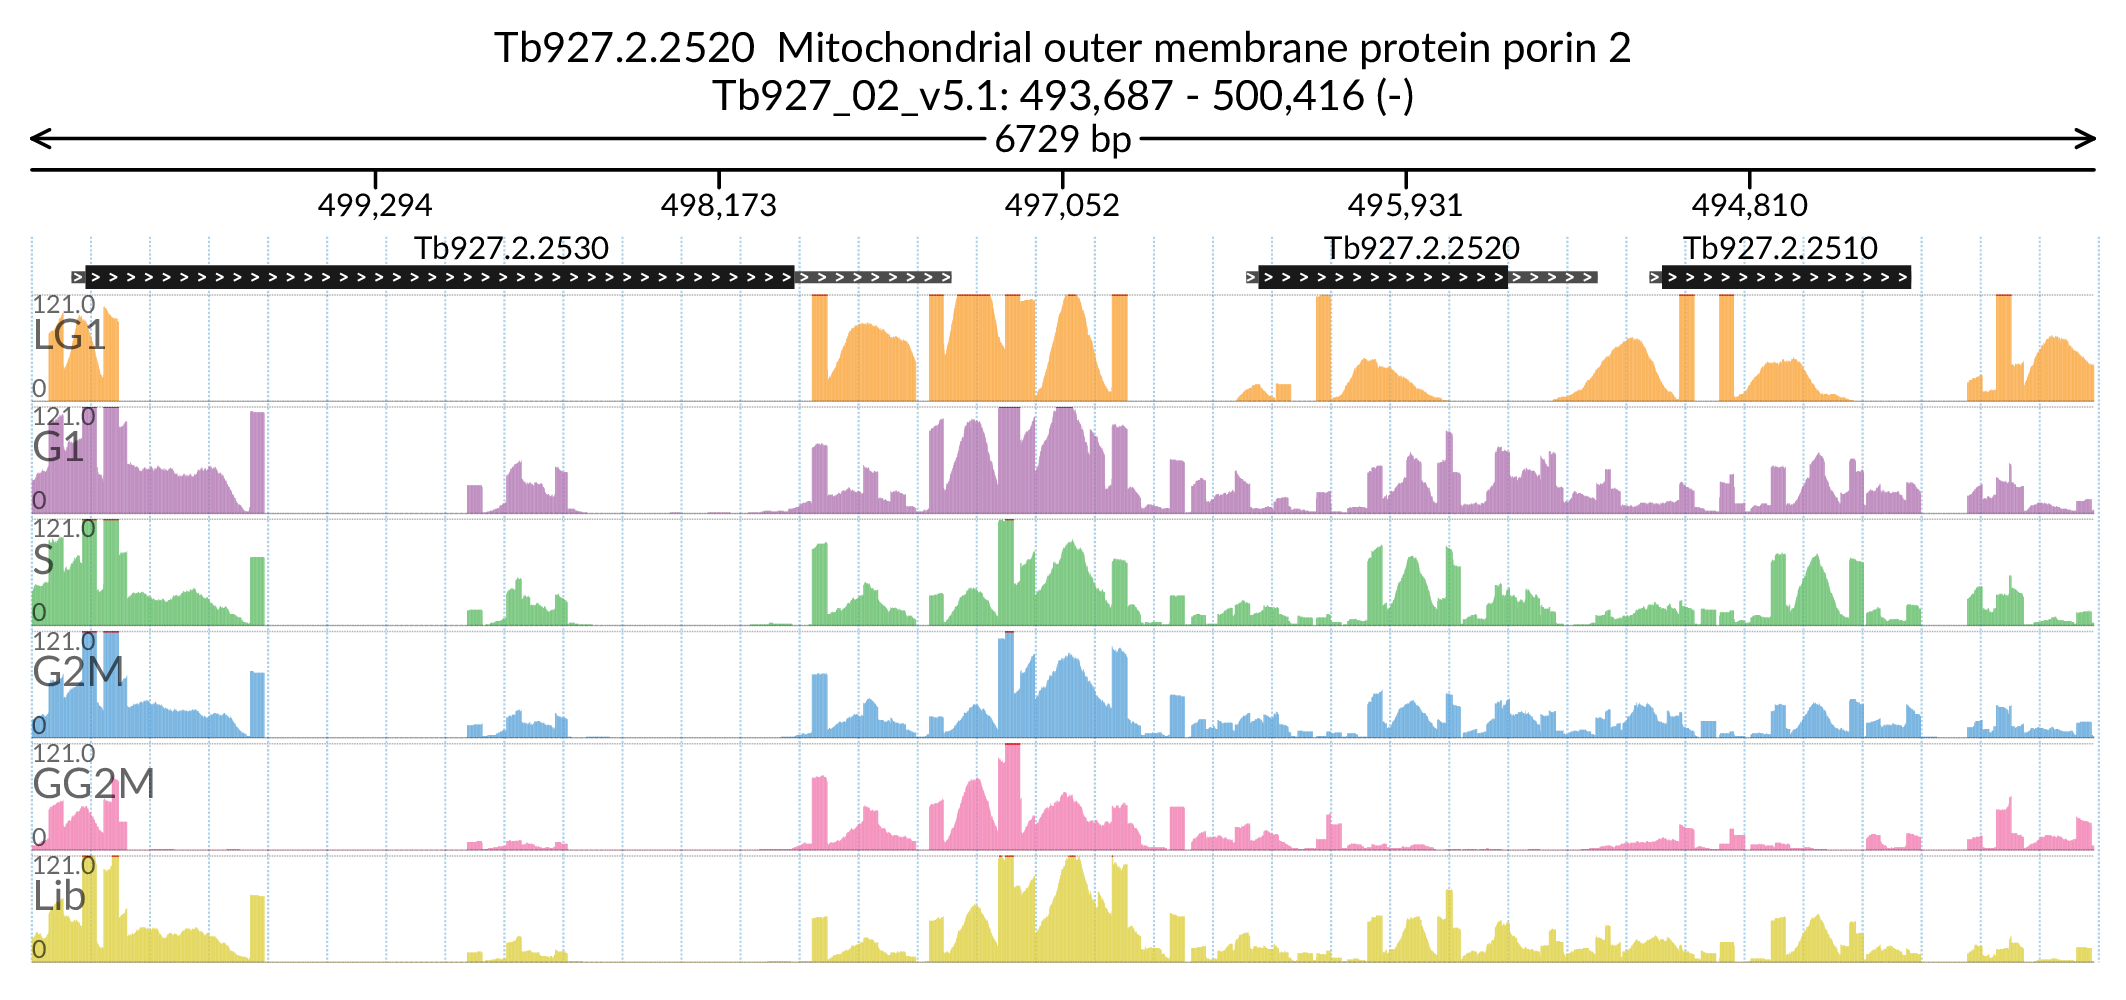 Tb927.2.2520  Mitochondrial outer membrane protein porin 2
Tb927_02_v5.1: 493,687 - 500,416 (-)
6729 bp
499,294 498,173 497,052 495,931 494,810
Tb927.2.2530 Tb927.2.2520 Tb927.2.2510
121.0
LG1
0
121.0
G1
0
121.0
S
0
121.0
G2M
0
121.0
GG2M
0
121.0
Lib
0